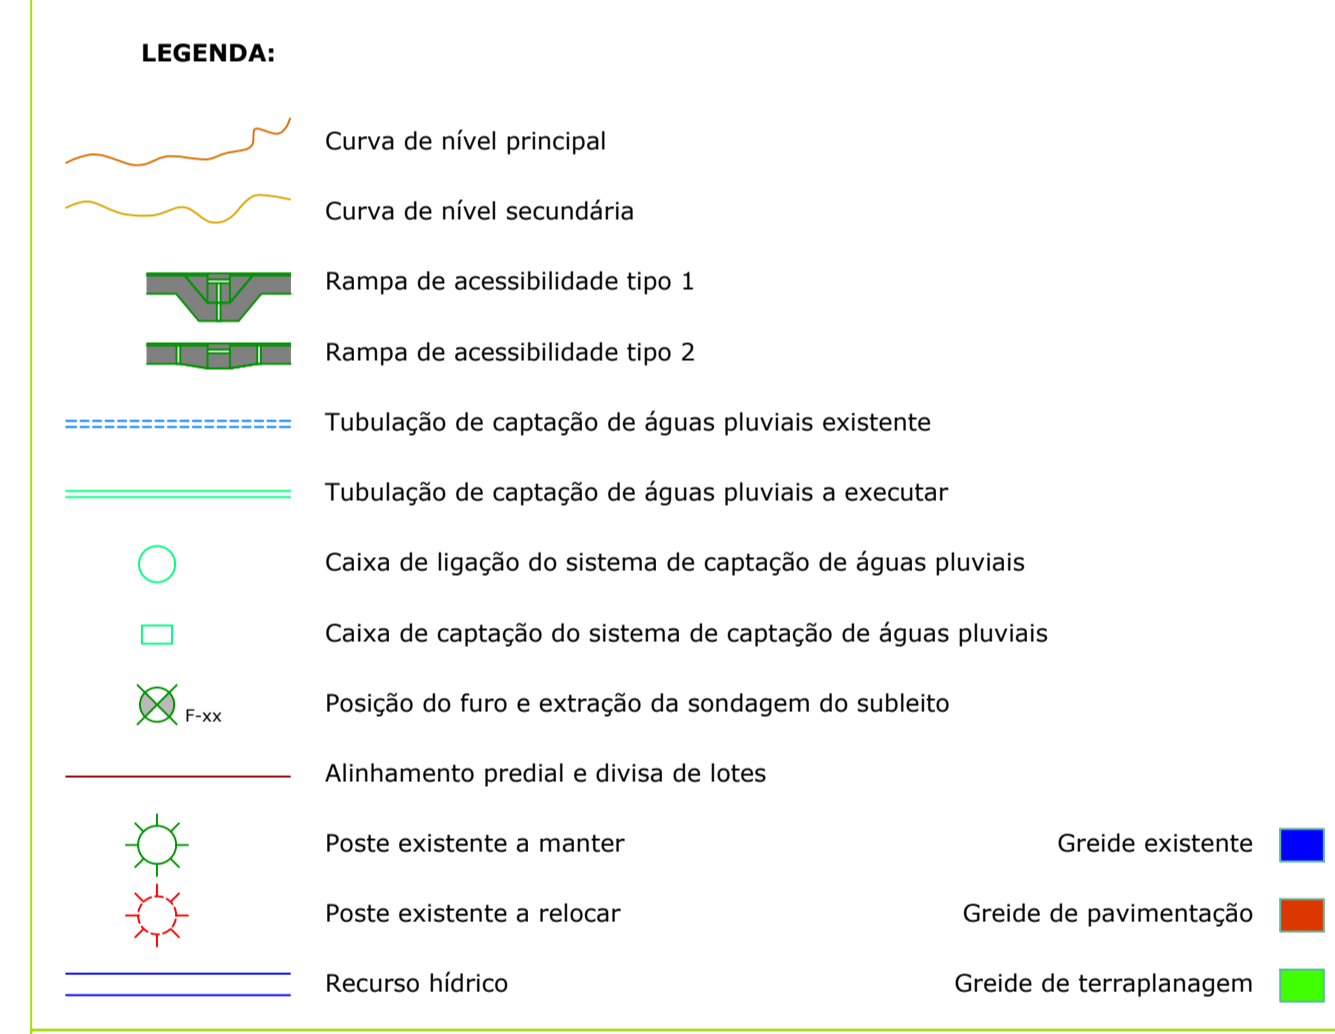 LEGENDA:
Curva de nível principal
Curva de nível secundária
Rampa de acessibilidade tipo 1
Rampa de acessibilidade tipo 2
Tubulação de captação de águas pluviais existente
Tubulação de captação de águas pluviais a executar
Caixa de ligação do sistema de captação de águas pluviais
Caixa de captação do sistema de captação de águas pluviais
F-xx Posição do furo e extração da sondagem do subleito
Alinhamento predial e divisa de lotes
Poste existente a manter
Greide existente
Poste existente a relocar
Greide de pavimentação
Recurso hídrico
Greide de terraplanagem